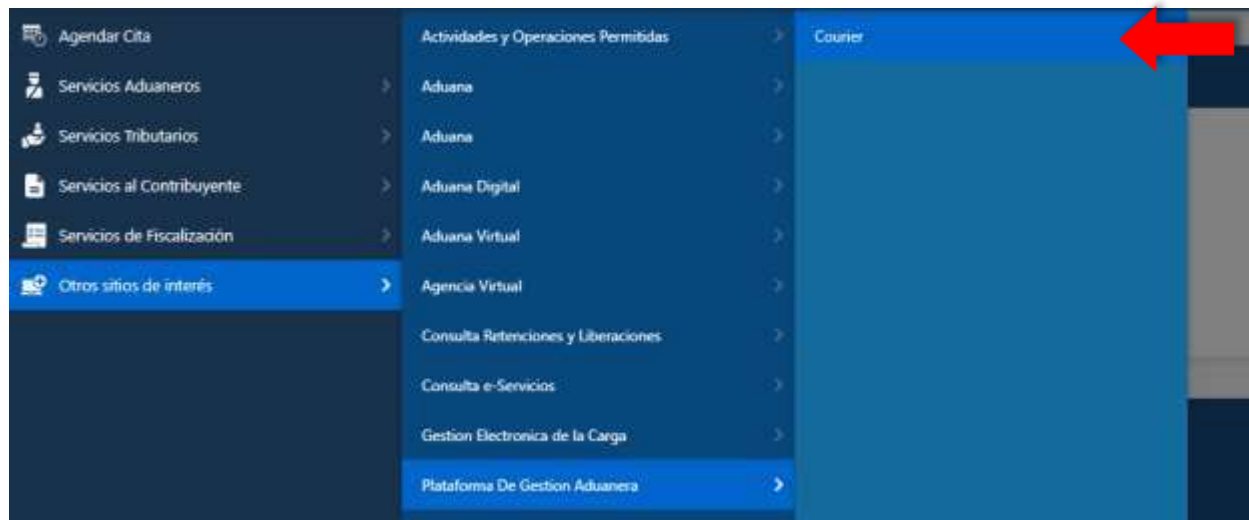 Agendar Cita
Servicios Aduaneros
Servicios Tributarios
Servicios al Contribuyente
Servicios de Fiscalización
Otros sitios de interés
Actividades y Operaciones Permitidas
Aduana
Aduana
Aduana Digital
Aduana Virtual
Agencia Virtual
Consulta Retenciones y Liberaciones
Consulta e-Servicios
Gestion Electronica de la Carga
Plataforma De Gestion Aduanera
Courier